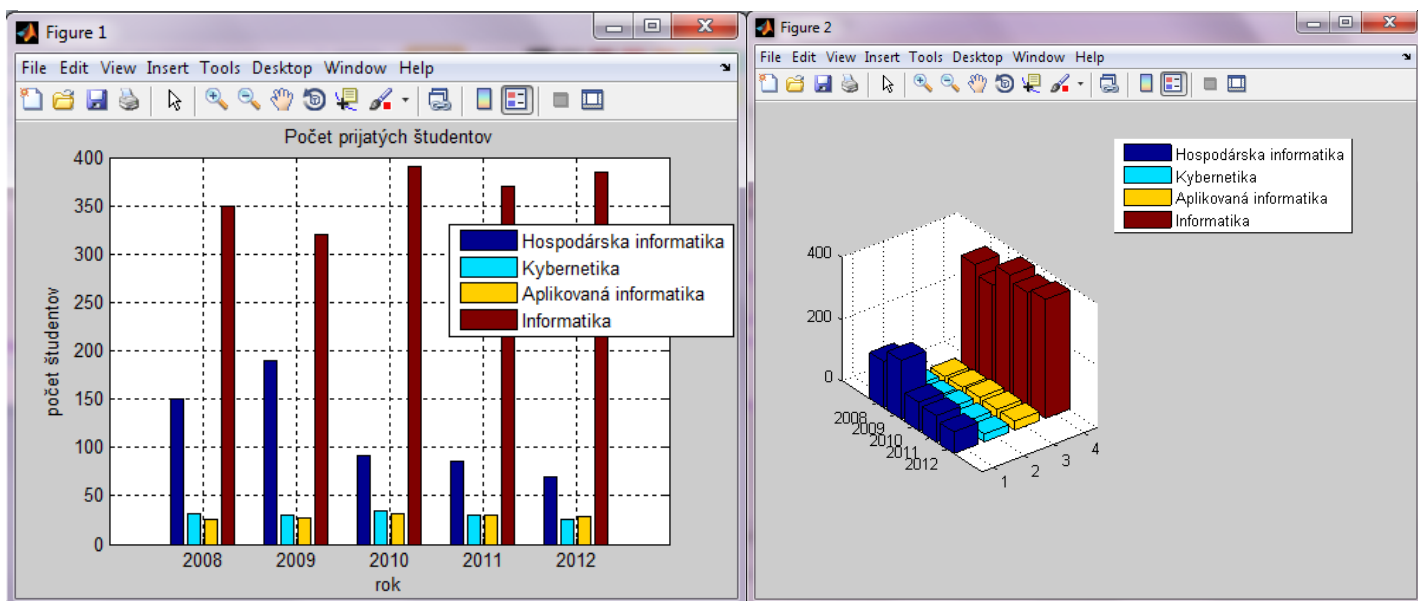 Figure 1
File Edit View Insert Tools Desktop Window Help
Počet prijatých študentov
400
350
300
250
200
150
100
50
0
počet študentov
Hospodárska informatika
Kybernetika
Aplikovaná informatika
Informatika
2008 2009 2010 2011 2012
rok
Figure 2
File Edit View Insert Tools Desktop Window Help
Hospodárska informatika
Kybernetika
Aplikovaná informatika
Informatika
400
200
0
2008
2009
2010
2011
2012
1
2
3
4